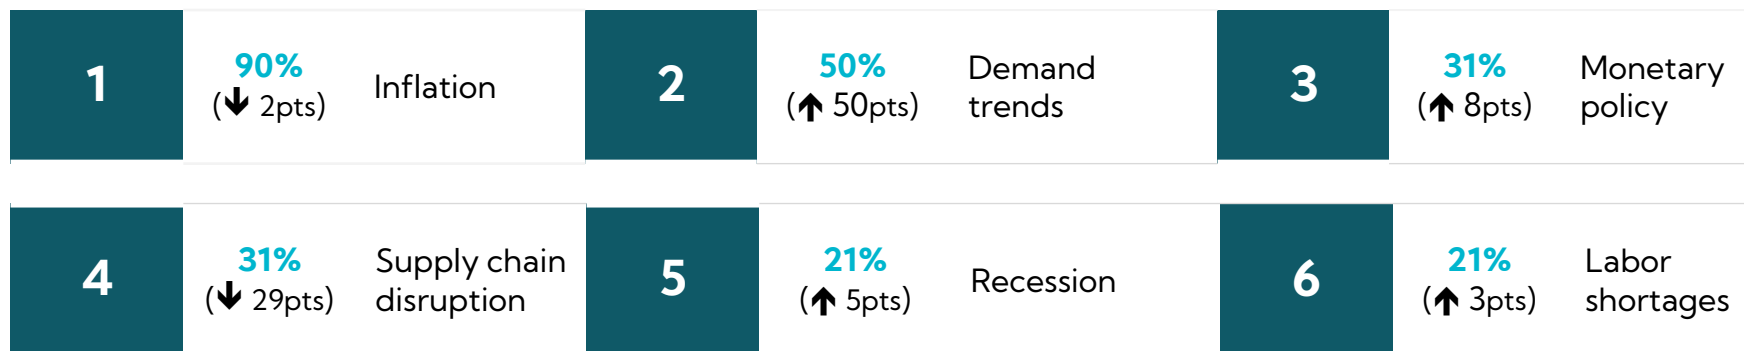 1
90%
(↓ 2pts)
Inflation
2
50%
(↑ 50pts)
Demand
trends
3
31%
(↑ 8pts)
Monetary
policy
4
31%
(↓ 29pts)
Supply chain
disruption
5
21%
(↑ 5pts)
Recession
6
21%
(↑ 3pts)
Labor
shortages